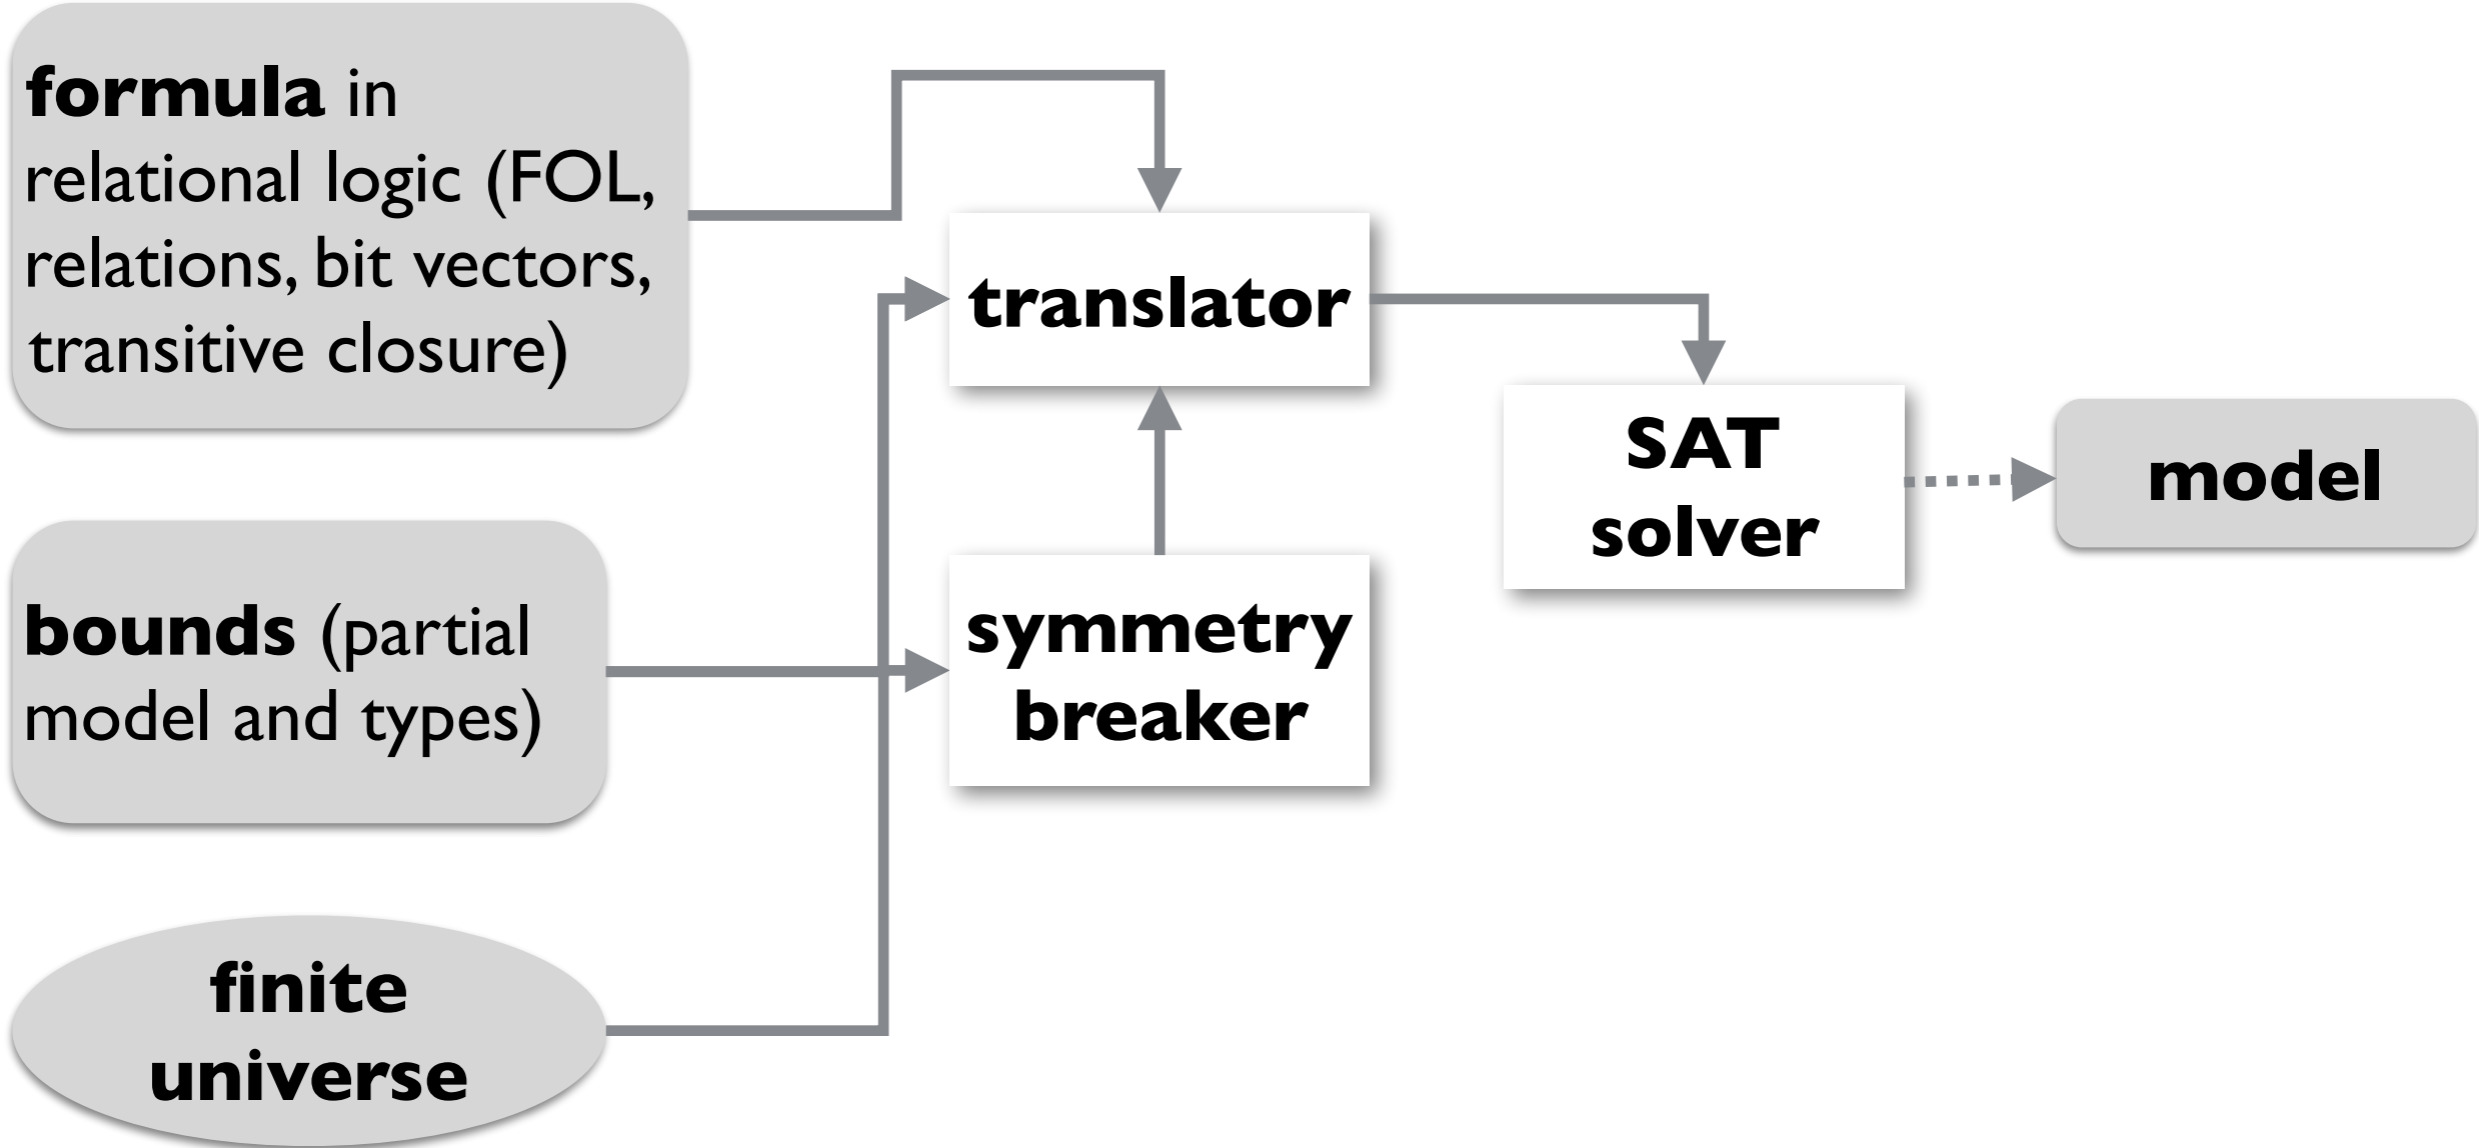 formula in
relational logic (FOL,
relations, bit vectors,
transitive closure)
translator
SAT
solver
model
bounds (partial
model and types)
symmetry
breaker
finite
universe